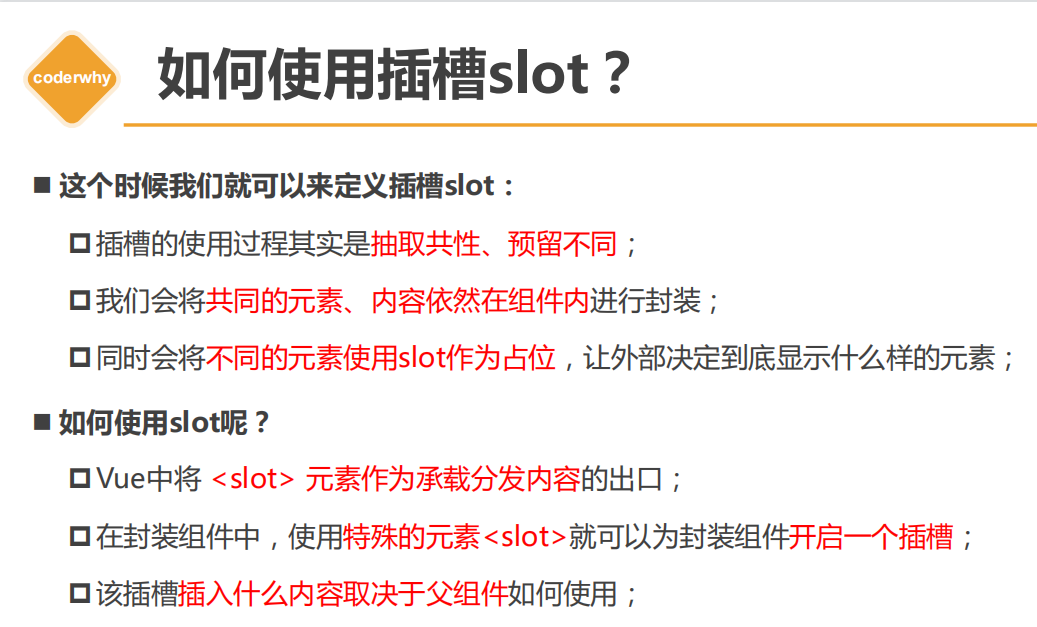 coderwhy
如何使用插槽slot？
这个时候我们就可以来定义插槽slot：
插槽的使用过程其实是抽取共性、预留不同；
我们会将共同的元素、内容依然在组件内进行封装；
同时会将不同的元素使用slot作为占位，让外部决定到底显示什么样的元素；
如何使用slot呢？
Vue中将 <slot> 元素作为承载分发内容的出口；
在封装组件中，使用特殊的元素<slot>就可以为封装组件开启一个插槽；
该插槽插入什么内容取决于父组件如何使用；